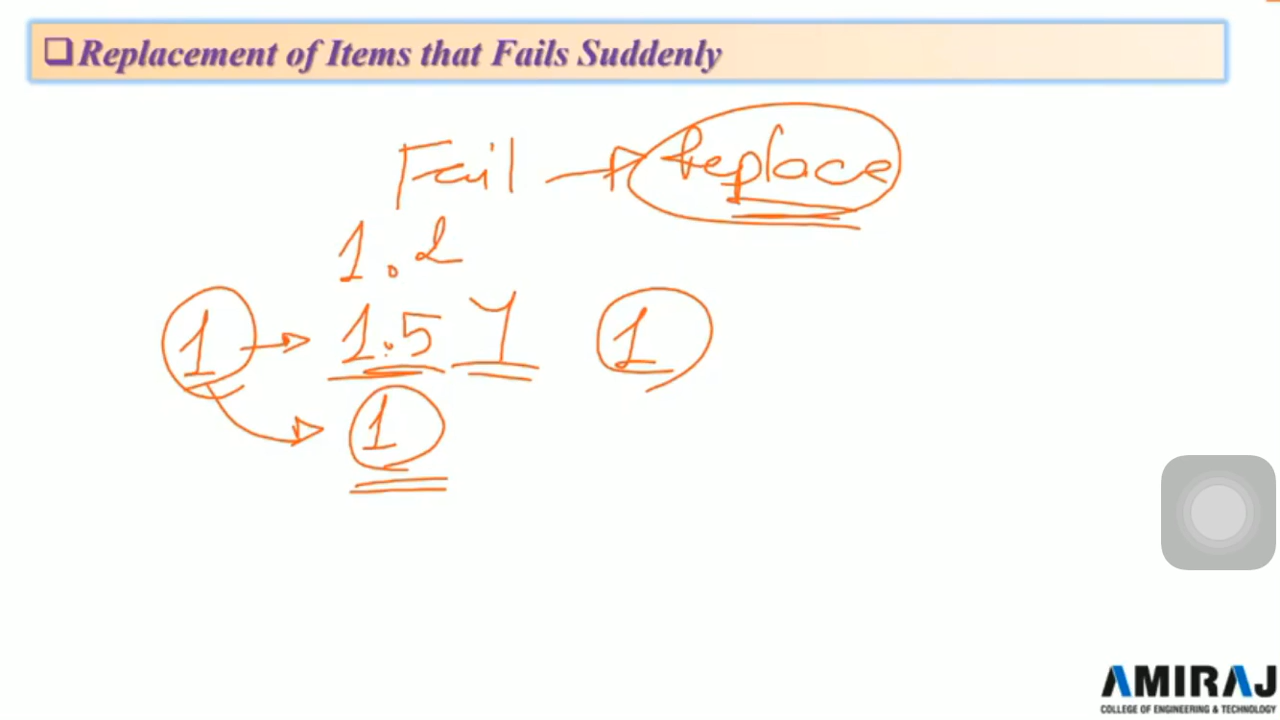 Replacement of Items that Fails Suddenly
Fail → Replace
1.2
1 → 1.5 Y 1
1
AMIRAJ
COLLEGE OF ENGINEERING & TECHNOLOGY